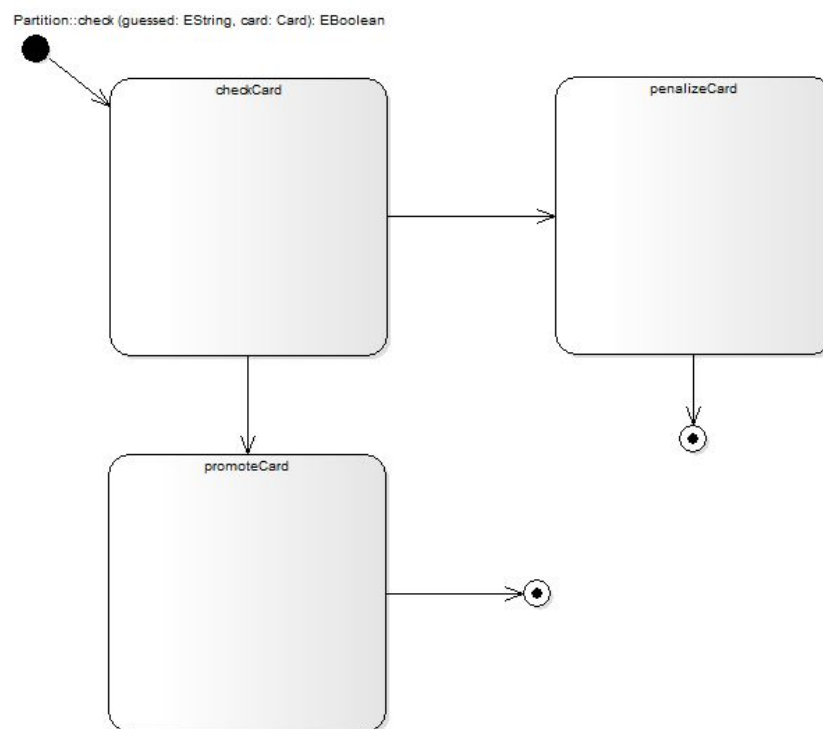 Partition::check (guessed: EString, card: Card): EBoolean
checkCard
penalizeCard
promoteCard